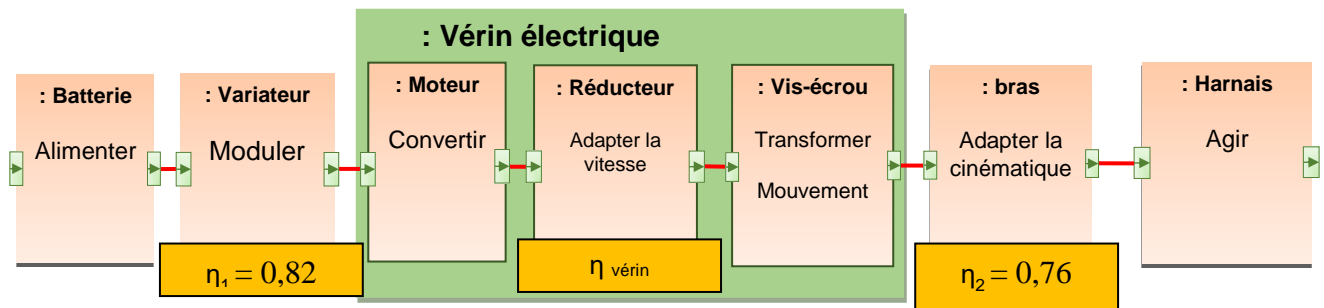 : Vérin électrique
: Batterie
Alimenter
: Variateur
Moduler
: Moteur
Convertir
: Réducteur
Adapter la
vitesse
: Vis-écrou
Transformer
Mouvement
: bras
Adapter la
cinématique
: Harnais
Agir
η1 = 0,82
η vérin
η2 = 0,76